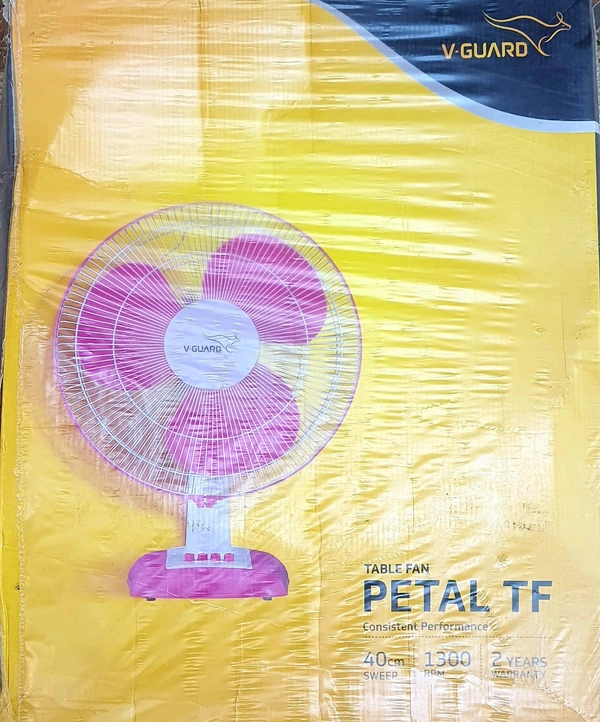 V-GUARD
V-GUARD
TABLE FAN
PETAL TF
Consistent Performance
40cm 1300 2 YEARS
SWEEP RPM WARRANTY